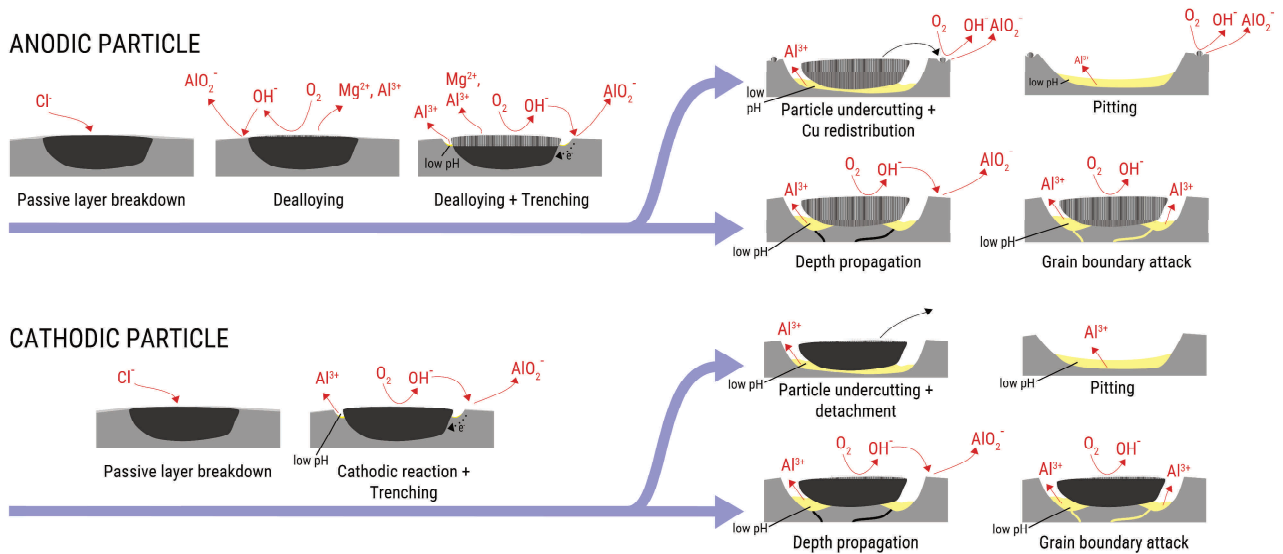 ANODIC PARTICLE
Cl⁻
Passive layer breakdown
AlO₂⁻
OH⁻
O₂
Mg²⁺, Al³⁺
Dealloying
Al³⁺
Mg²⁺,
Al³⁺
O₂
OH⁻
AlO₂⁻
low pH
e⁻
Dealloying + Trenching
Al³⁺
O₂
OH⁻
AlO₂⁻
low
pH
Particle undercutting +
Cu redistribution
Al³⁺
low pH
O₂
OH⁻
AlO₂⁻
Pitting
Al³⁺
O₂
OH⁻
AlO₂⁻
low pH
Depth propagation
Al³⁺
O₂
OH⁻
Al³⁺
low pH
Grain boundary attack
CATHODIC PARTICLE
Cl⁻
Passive layer breakdown
Al³⁺
O₂
OH⁻
AlO₂⁻
low pH
e⁻
Cathodic reaction +
Trenching
Al³⁺
low pH
Particle undercutting +
detachment
Al³⁺
low pH
Pitting
Al³⁺
O₂
OH⁻
AlO₂⁻
low pH
Depth propagation
Al³⁺
O₂
OH⁻
Al³⁺
low pH
Grain boundary attack